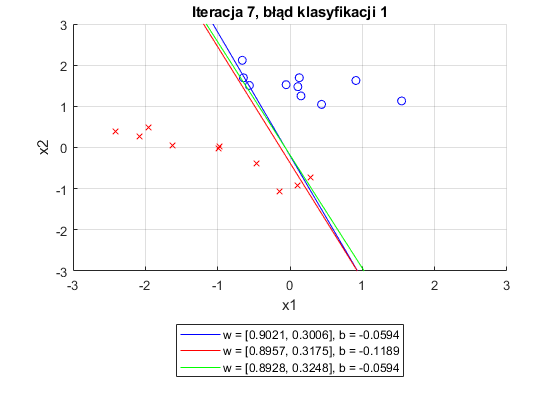 Iteracja 7, błąd klasyfikacji 1
3
2
1
0
-1
-2
-3
x2
-3
-2
-1
0
1
2
3
x1
w = [0.9021, 0.3006], b = -0.0594
w = [0.8957, 0.3175], b = -0.1189
w = [0.8928, 0.3248], b = -0.0594